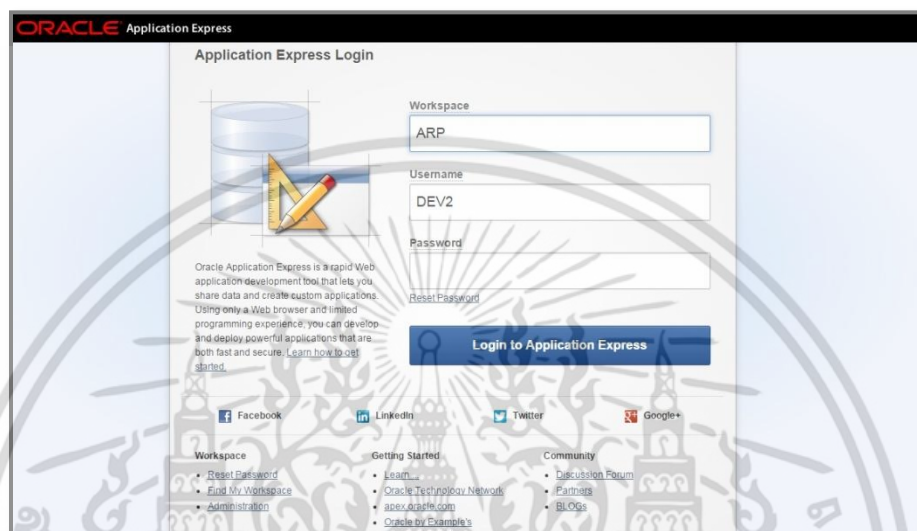 ORACLE Application Express
Application Express Login
Workspace
ARP
Username
DEV2
Password
Reset Password
Login to Application Express
Oracle Application Express is a rapid Web
application development tool that lets you
share data and create custom applications.
Using only a Web browser and limited
programming experience, you can develop
and deploy powerful applications that are
both fast and secure. Learn how to get
started.
Facebook
LinkedIn
Twitter
Google+
Workspace
Reset Password
Find My Workspace
Administration
Getting Started
Learn...
Oracle Technology Network
apex.oracle.com
Oracle by Example's
Community
Discussion Forum
Partners
BLOGs